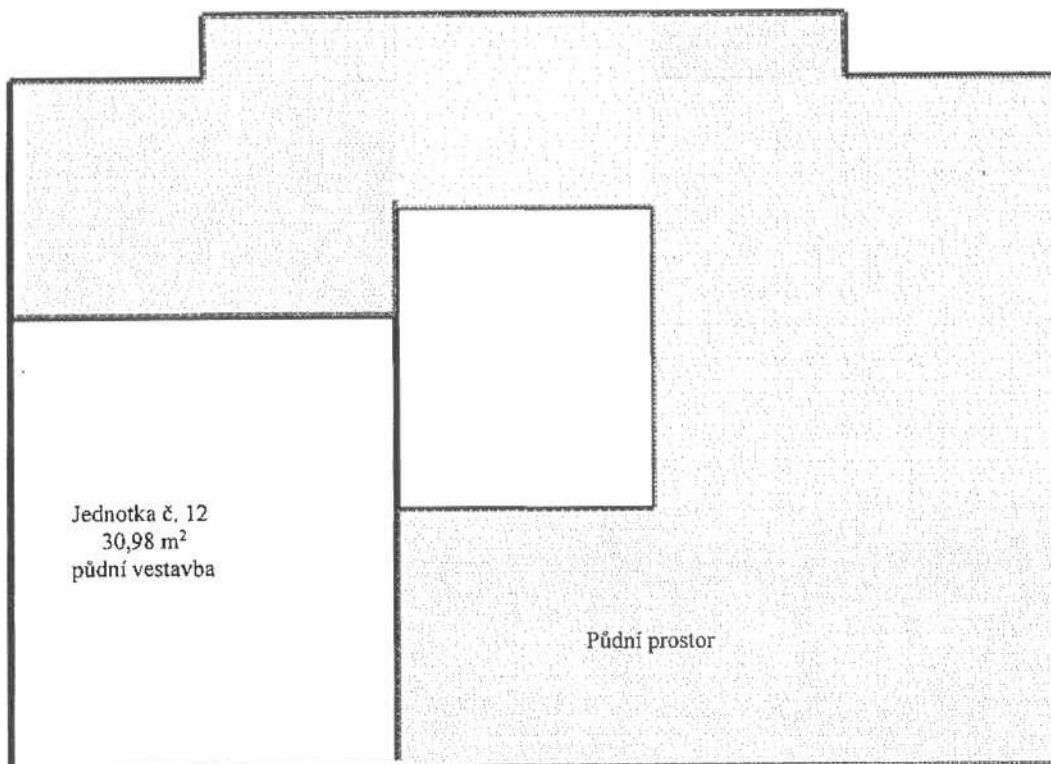 Jednotka č. 12
30,98 m²
půdní vestavba
Půdní prostor